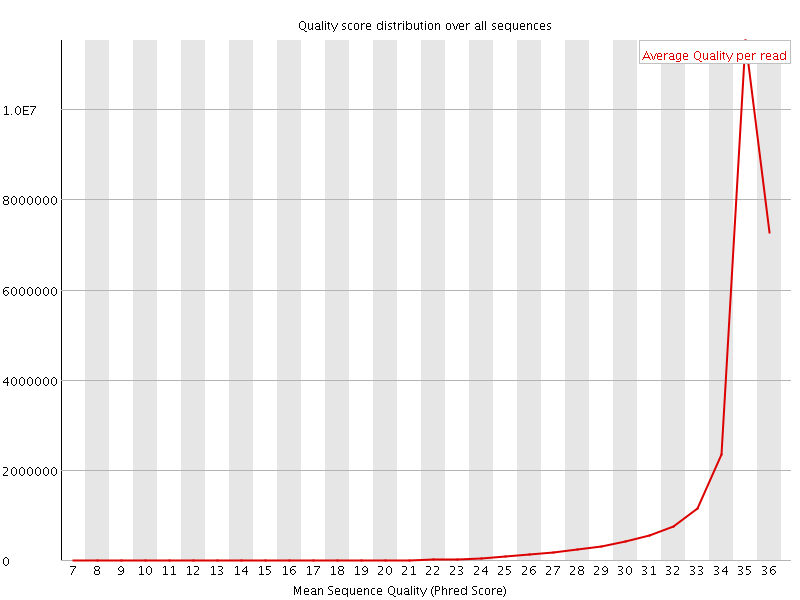 Quality score distribution over all sequences
Average Quality per read
1.0E7
8000000
6000000
4000000
2000000
0
7 8 9 10 11 12 13 14 15 16 17 18 19 20 21 22 23 24 25 26 27 28 29 30 31 32 33 34 35 36
Mean Sequence Quality (Phred Score)